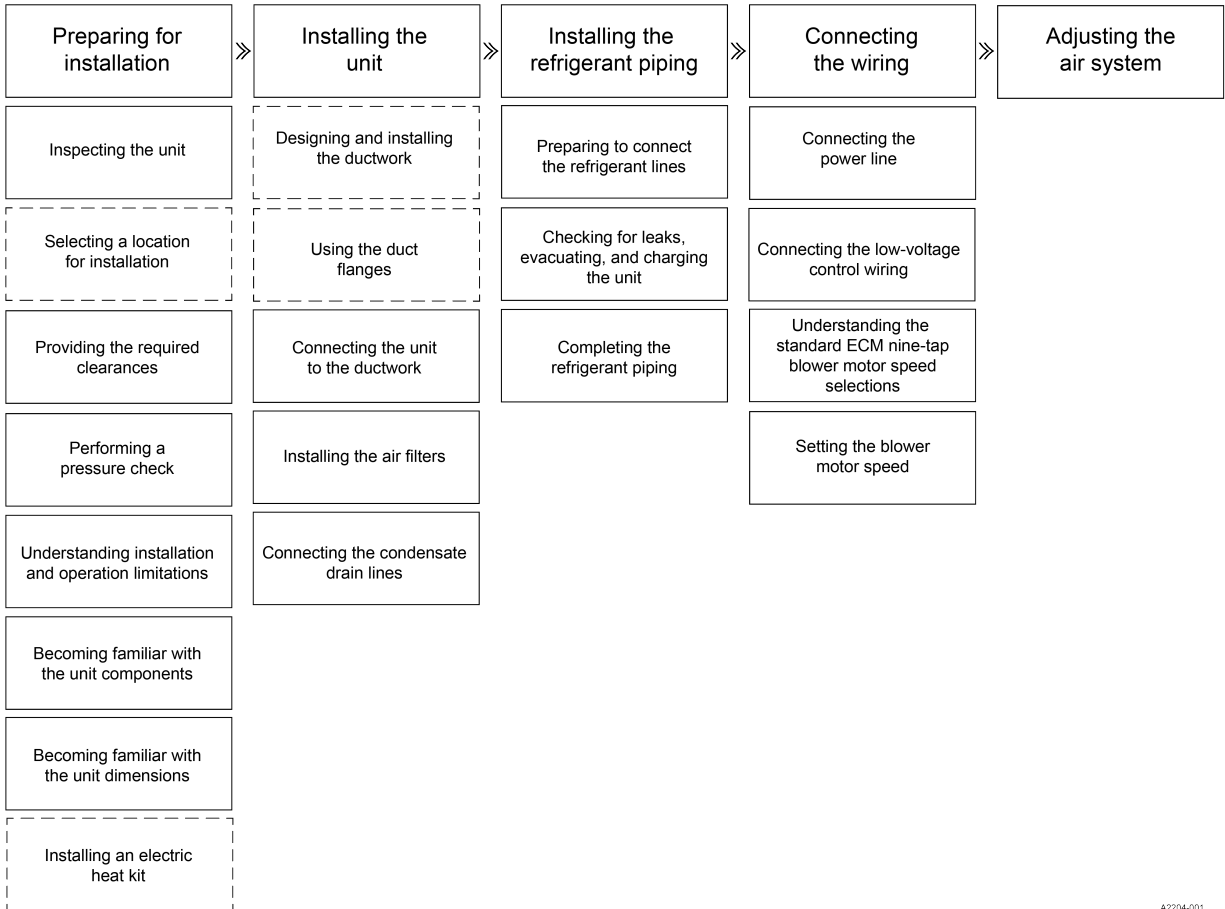 Preparing for
installation
Installing the
unit
Installing the
refrigerant piping
Connecting
the wiring
Adjusting the
air system
Inspecting the unit
Selecting a location
for installation
Providing the required
clearances
Performing a
pressure check
Understanding installation
and operation limitations
Becoming familiar with
the unit components
Becoming familiar with
the unit dimensions
Installing an electric
heat kit
Designing and installing
the ductwork
Using the duct
flanges
Connecting the unit
to the ductwork
Installing the air filters
Connecting the condensate
drain lines
Preparing to connect
the refrigerant lines
Checking for leaks,
evacuating, and charging
the unit
Completing the
refrigerant piping
Connecting the
power line
Connecting the low-voltage
control wiring
Understanding the
standard ECM nine-tap
blower motor speed
selections
Setting the blower
motor speed
A2204-001